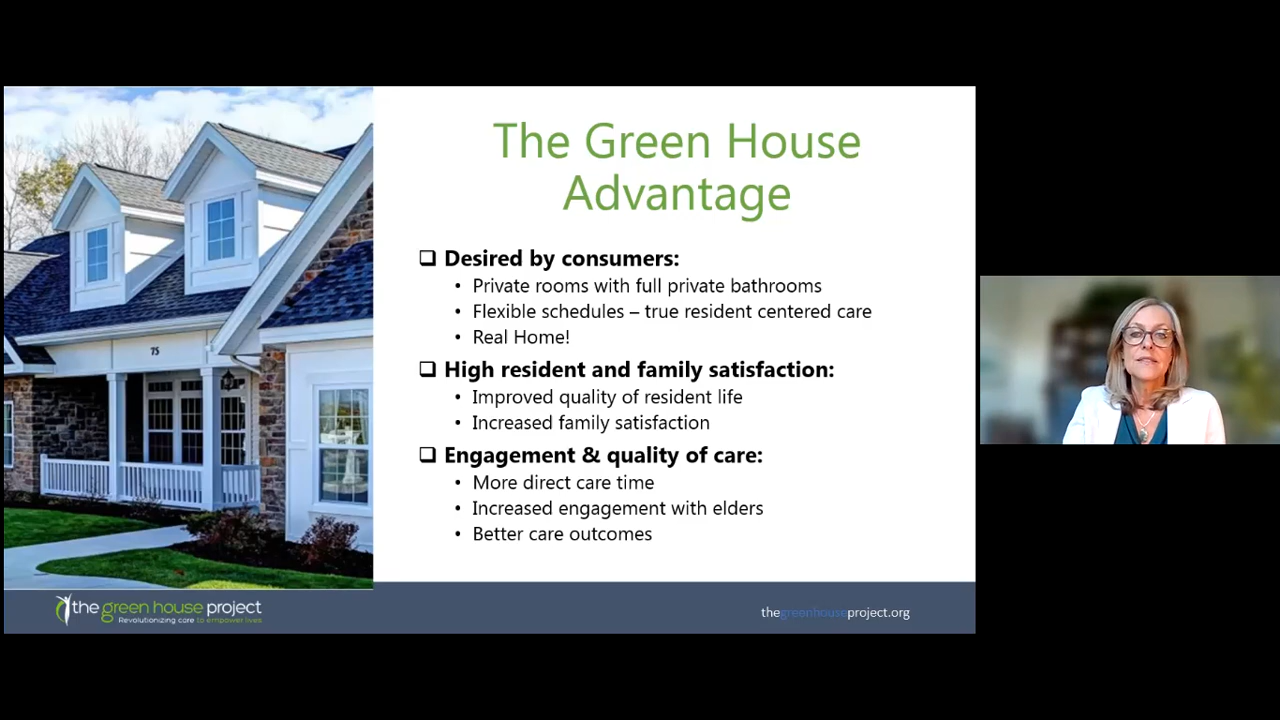 The Green House
Advantage
Desired by consumers:
• Private rooms with full private bathrooms
• Flexible schedules – true resident centered care
• Real Home!
High resident and family satisfaction:
• Improved quality of resident life
• Increased family satisfaction
Engagement & quality of care:
• More direct care time
• Increased engagement with elders
• Better care outcomes
75
the green house project
Revolutionizing care to empower lives
thegreenhouseproject.org